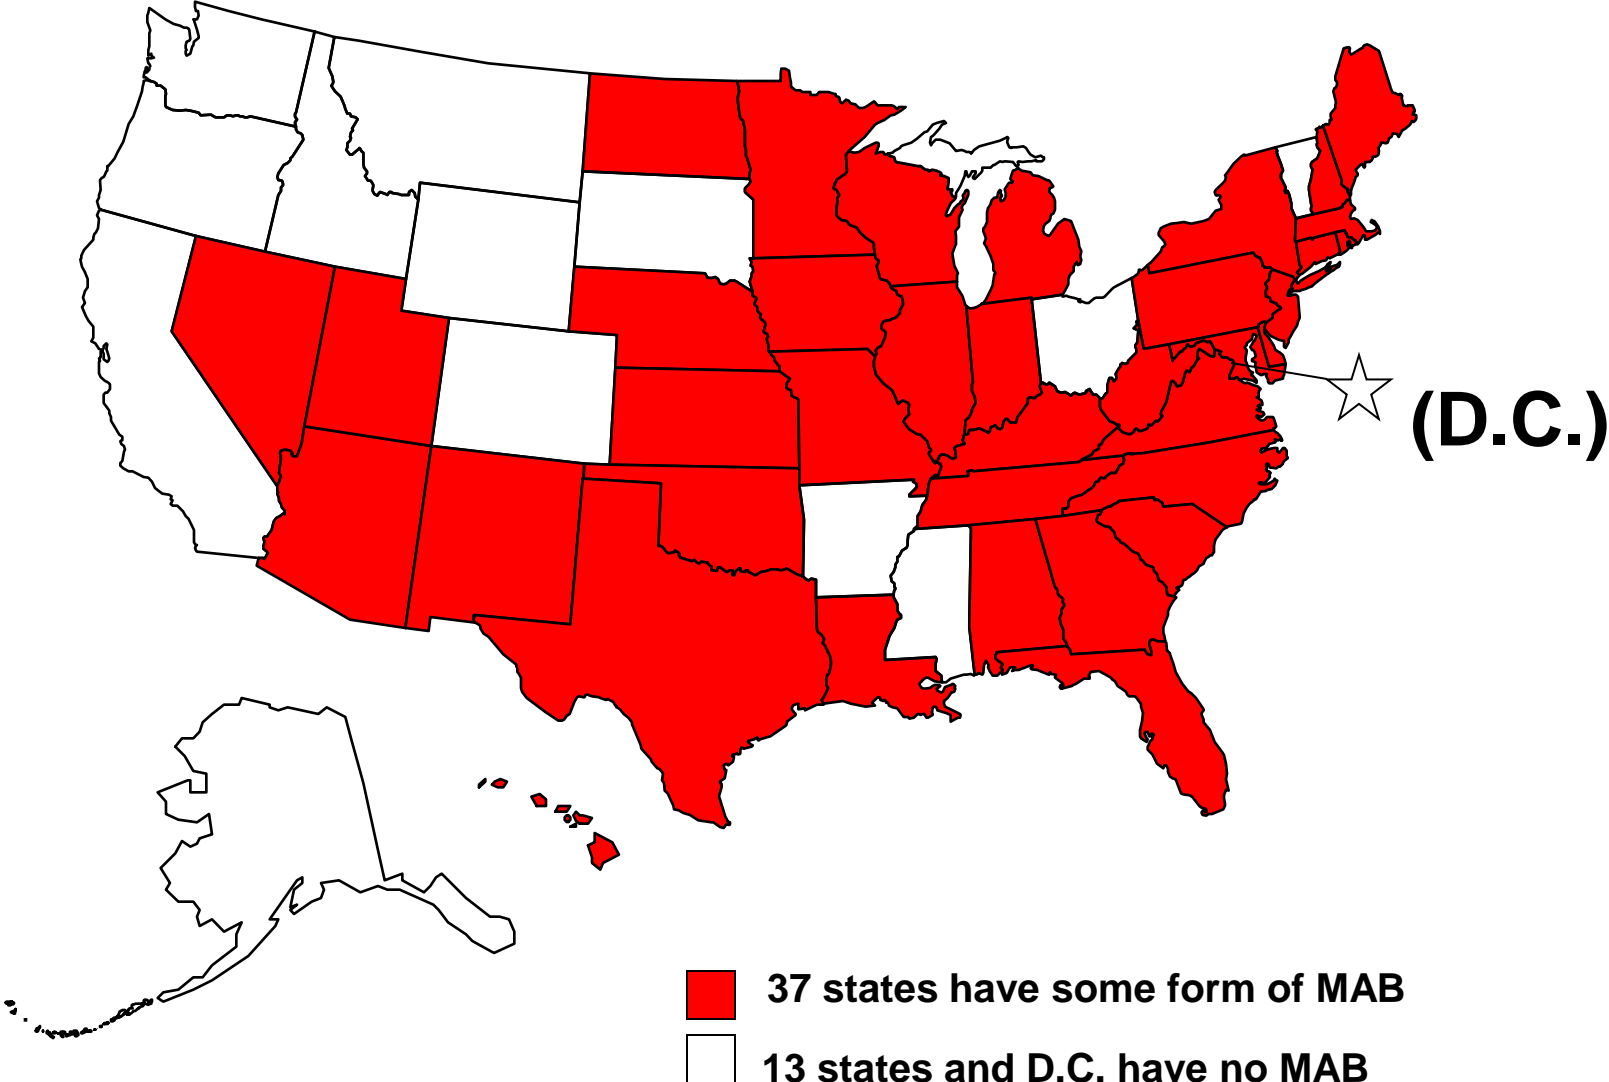 (D.C.)
37 states have some form of MAB
13 states and D.C. have no MAB